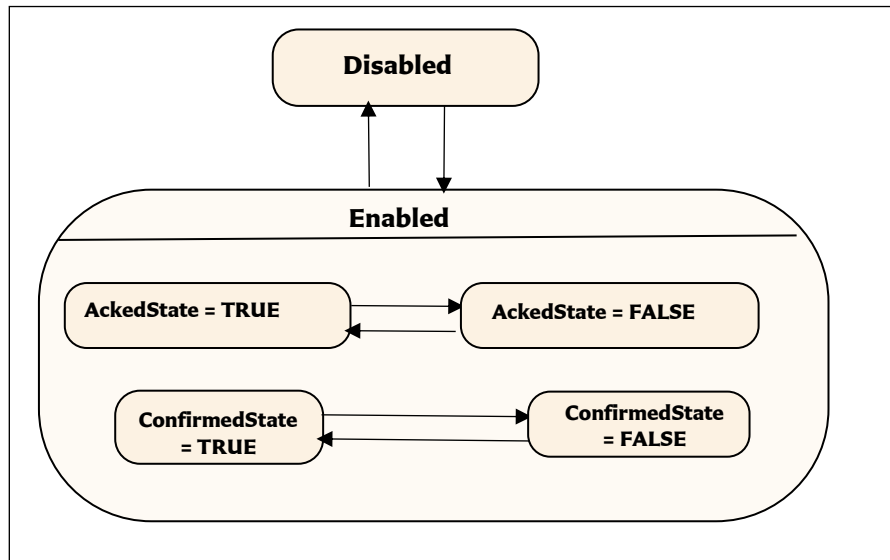 Disabled
Enabled
AckedState = TRUE
AckedState = FALSE
ConfirmedState
= TRUE
ConfirmedState
= FALSE